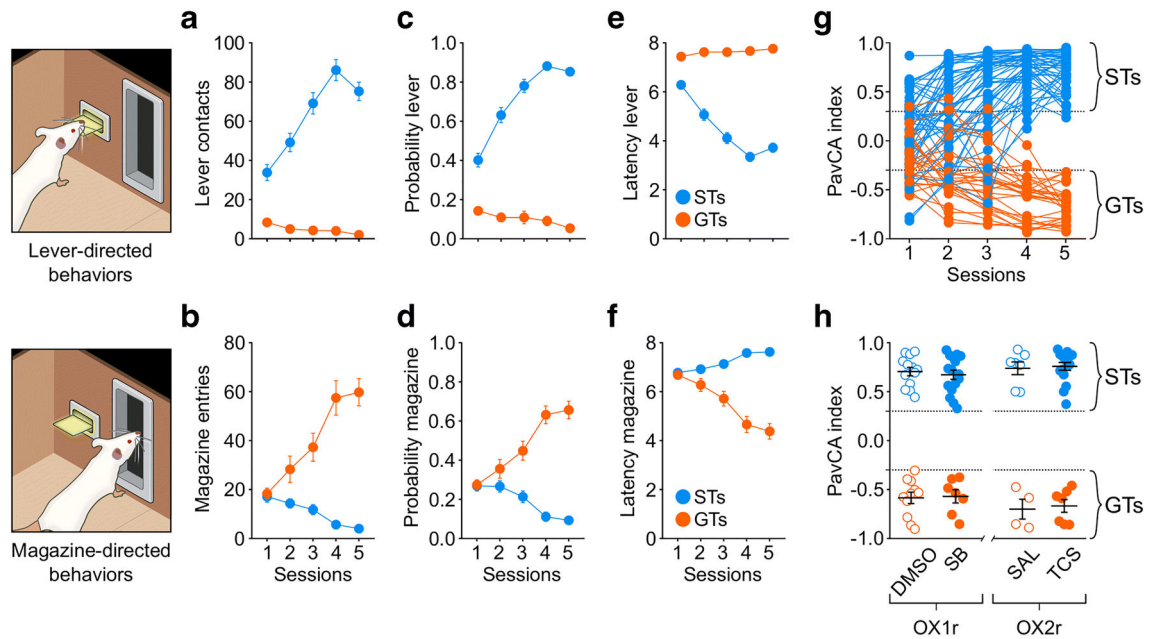 a
c
e
g
Lever contacts
100
80
60
40
20
0
Probability lever
1.0
0.8
0.6
0.4
0.2
0.0
Latency lever
8
6
4
2
0
STs
GTs
PavCA index
1.0
0.5
0.0
-0.5
-1.0
1 2 3 4 5
Sessions
STs
GTs
Lever-directed
behaviors
b
d
f
h
Magazine entries
80
60
40
20
0
1 2 3 4 5
Sessions
Probability magazine
1.0
0.8
0.6
0.4
0.2
0.0
1 2 3 4 5
Sessions
Latency magazine
8
6
4
2
0
STs
GTs
1 2 3 4 5
Sessions
PavCA index
1.0
0.5
0.0
-0.5
-1.0
STs
GTs
DMSO SB SAL TCS
OX1r OX2r
Magazine-directed
behaviors